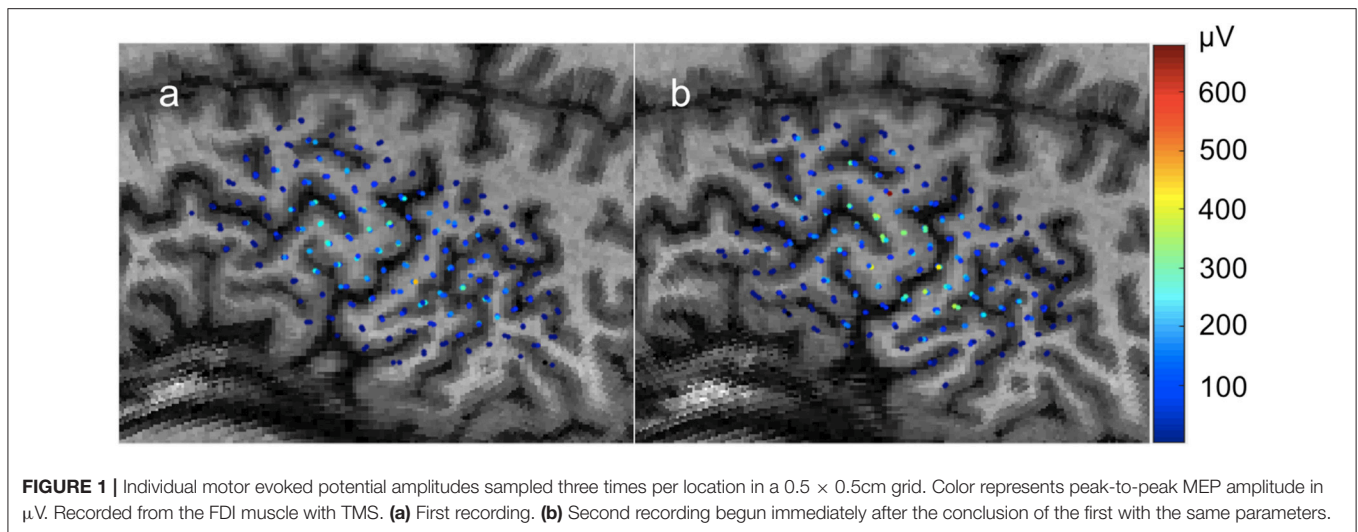 a
b
µV
600
500
400
300
200
100
FIGURE 1 | Individual motor evoked potential amplitudes sampled three times per location in a 0.5 × 0.5cm grid. Color represents peak-to-peak MEP amplitude in
µV. Recorded from the FDI muscle with TMS. (a) First recording. (b) Second recording begun immediately after the conclusion of the first with the same parameters.